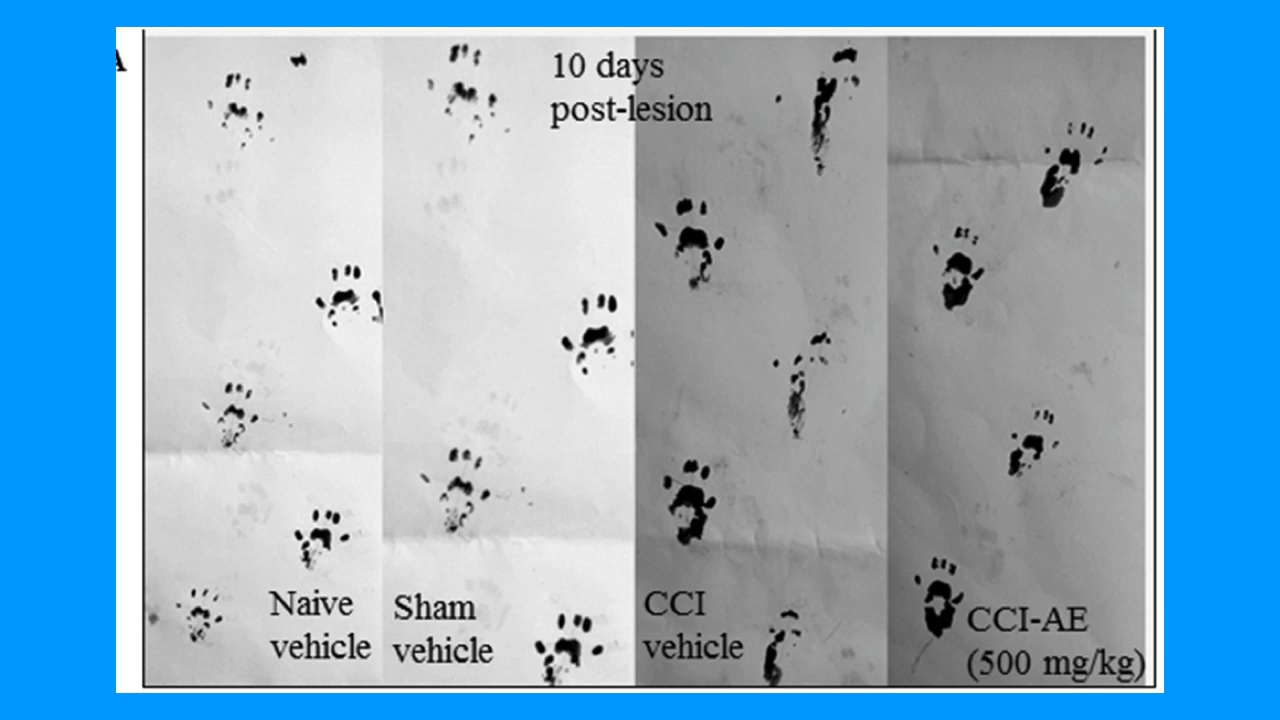 A
10 days
post-lesion
Naive
vehicle
Sham
vehicle
CCI
vehicle
CCI-AE
(500 mg/kg)